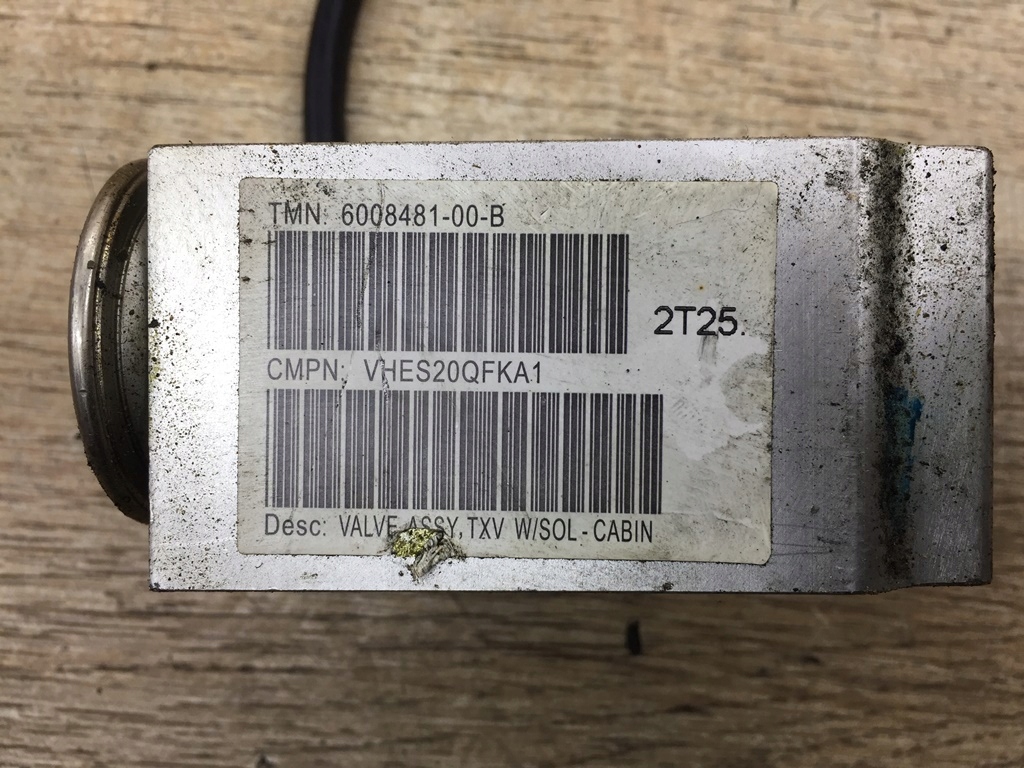 TMN: 6008481-00-B
2T25.
CMPN: VHES20QFKA1
Desc: VALVE ASSY, TXV W/SOL - CABIN